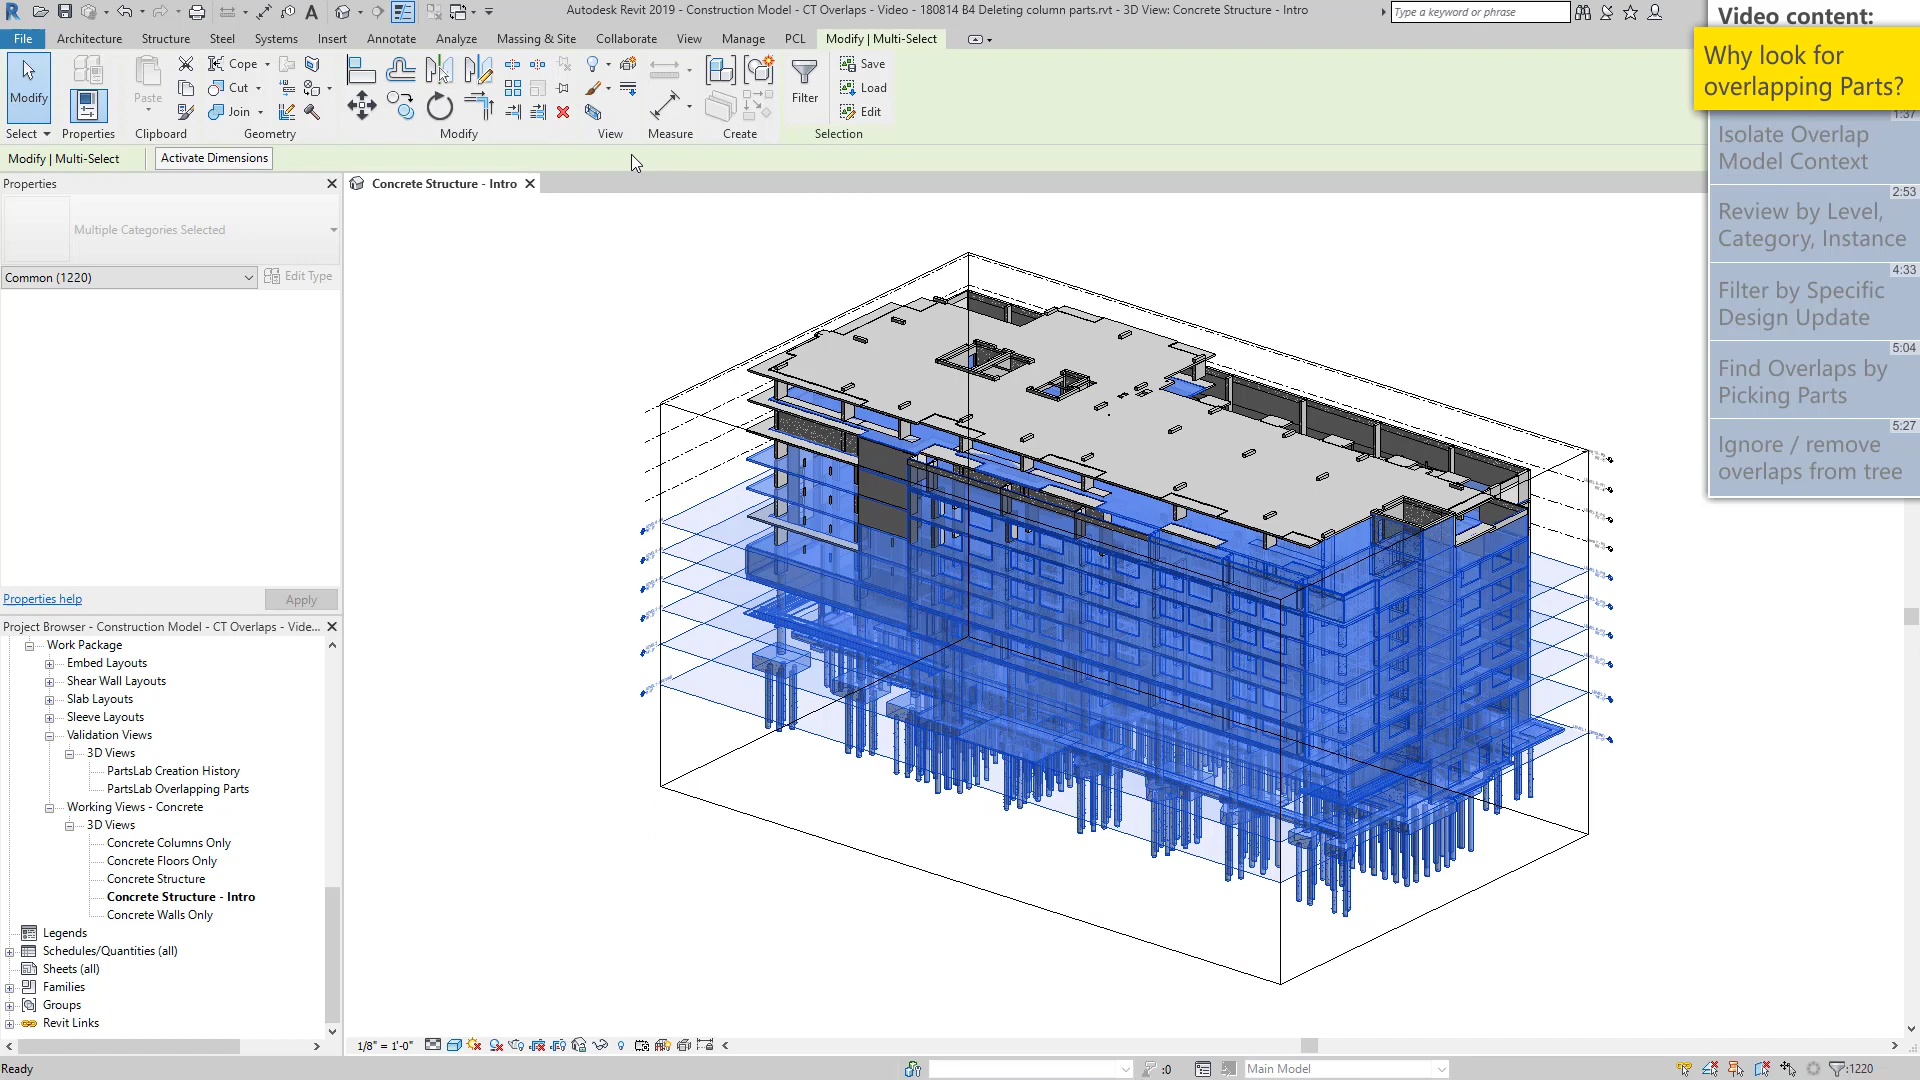 Autodesk Revit 2019 - Construction Model - CT Overlaps - Video - 180814 B4 Deleting column parts.rvt - 3D View: Concrete Structure - Intro
Type a keyword or phrase
File
Architecture
Structure
Steel
Systems
Insert
Annotate
Analyze
Massing & Site
Collaborate
View
Manage
Add-Ins
PCL
Modify | Multi-Select
Modify
Paste
Cope
Cut
Join
Filter
Save
Load
Edit
Select
Properties
Clipboard
Geometry
Modify
View
Measure
Create
Selection
Modify | Multi-Select
Activate Dimensions
Properties
Multiple Categories Selected
Common (1220)
Edit Type
Properties help
Apply
Project Browser - Construction Model - CT Overlaps - Vide...
Work Package
Embed Layouts
Shear Wall Layouts
Slab Layouts
Sleeve Layouts
Validation Views
3D Views
PartsLab Creation History
PartsLab Overlapping Parts
Working Views - Concrete
3D Views
Concrete Columns Only
Concrete Floors Only
Concrete Structure
Concrete Structure - Intro
Concrete Walls Only
Legends
Schedules/Quantities (all)
Sheets (all)
Families
Groups
Revit Links
Concrete Structure - Intro
Video content:
Why look for
overlapping Parts?
1:37
Isolate Overlap
Model Context
2:53
Review by Level,
Category, Instance
4:33
Filter by Specific
Design Update
5:04
Find Overlaps by
Picking Parts
5:27
Ignore / remove
overlaps from tree
1/8" = 1'-0"
Ready
:0
Main Model
:1220